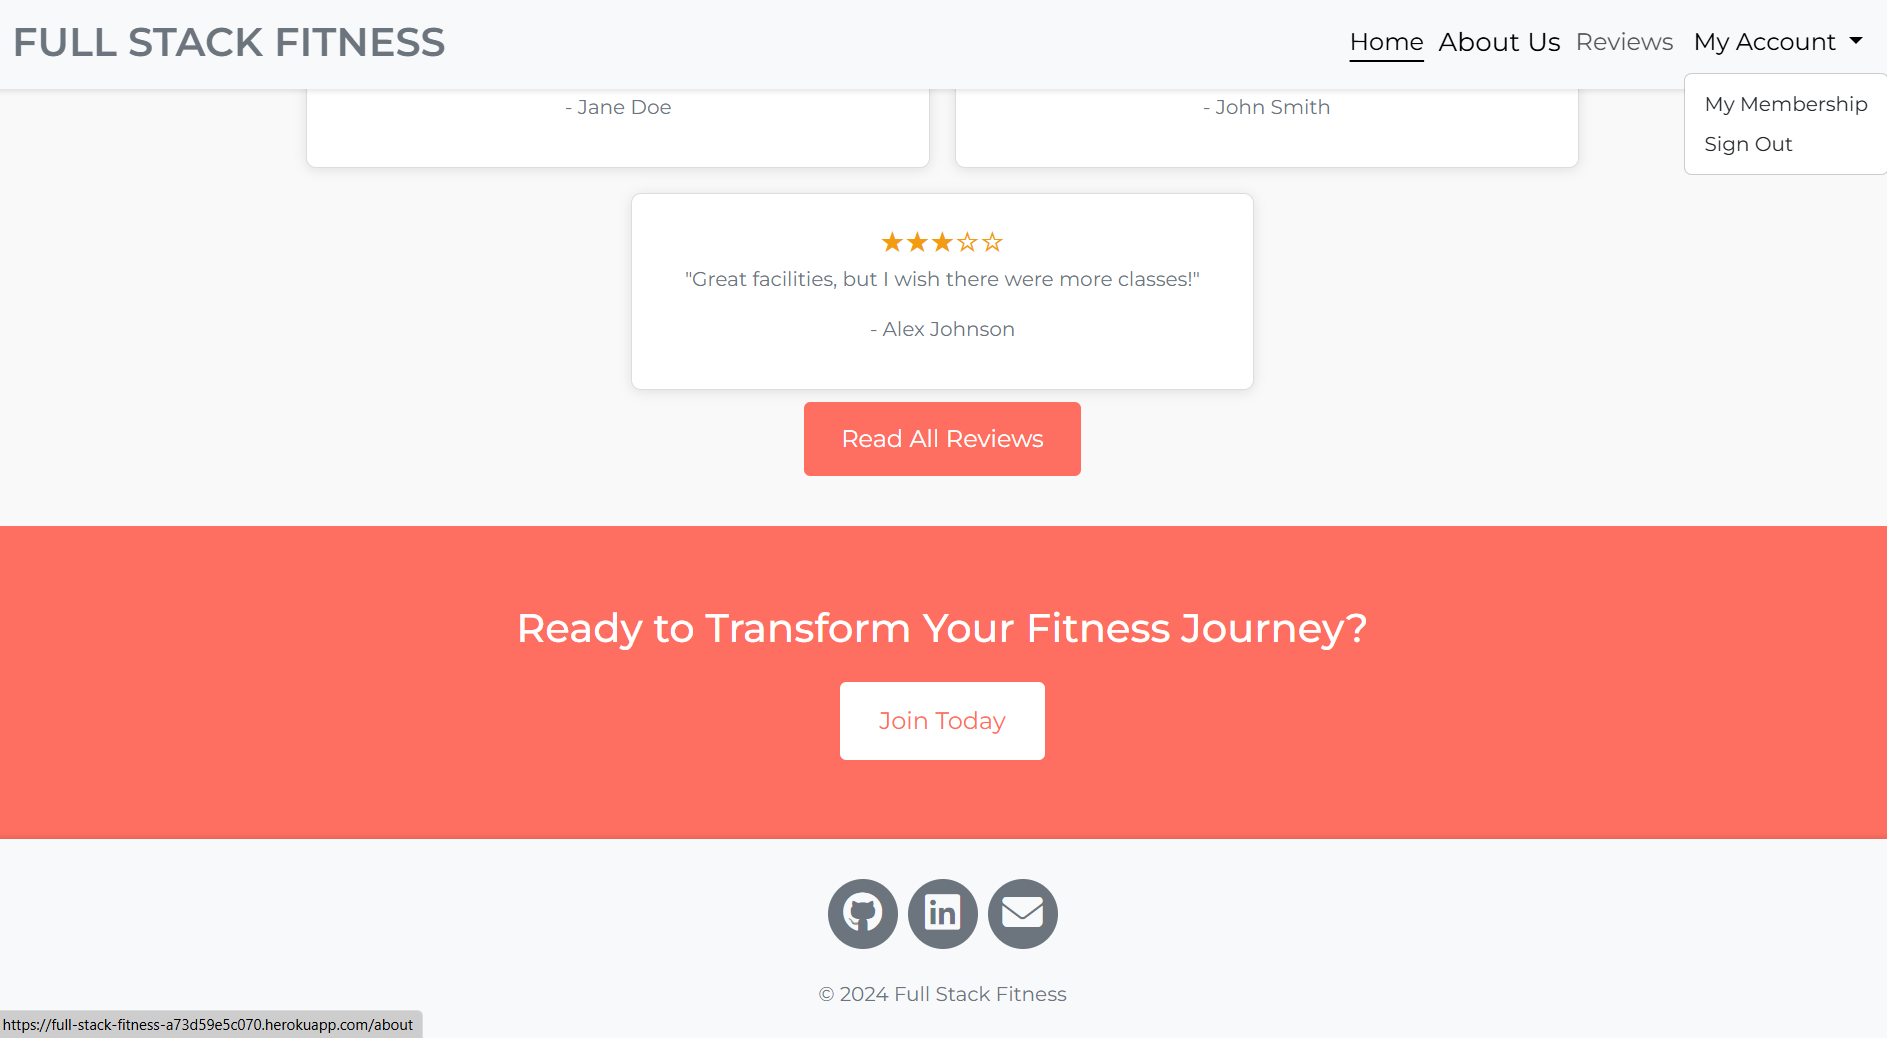 FULL STACK FITNESS
Home About Us Reviews My Account
My Membership
Sign Out
- Jane Doe
- John Smith
"Great facilities, but I wish there were more classes!"
- Alex Johnson
Read All Reviews
Ready to Transform Your Fitness Journey?
Join Today
in
© 2024 Full Stack Fitness
https://full-stack-fitness-a73d59e5c070.herokuapp.com/about